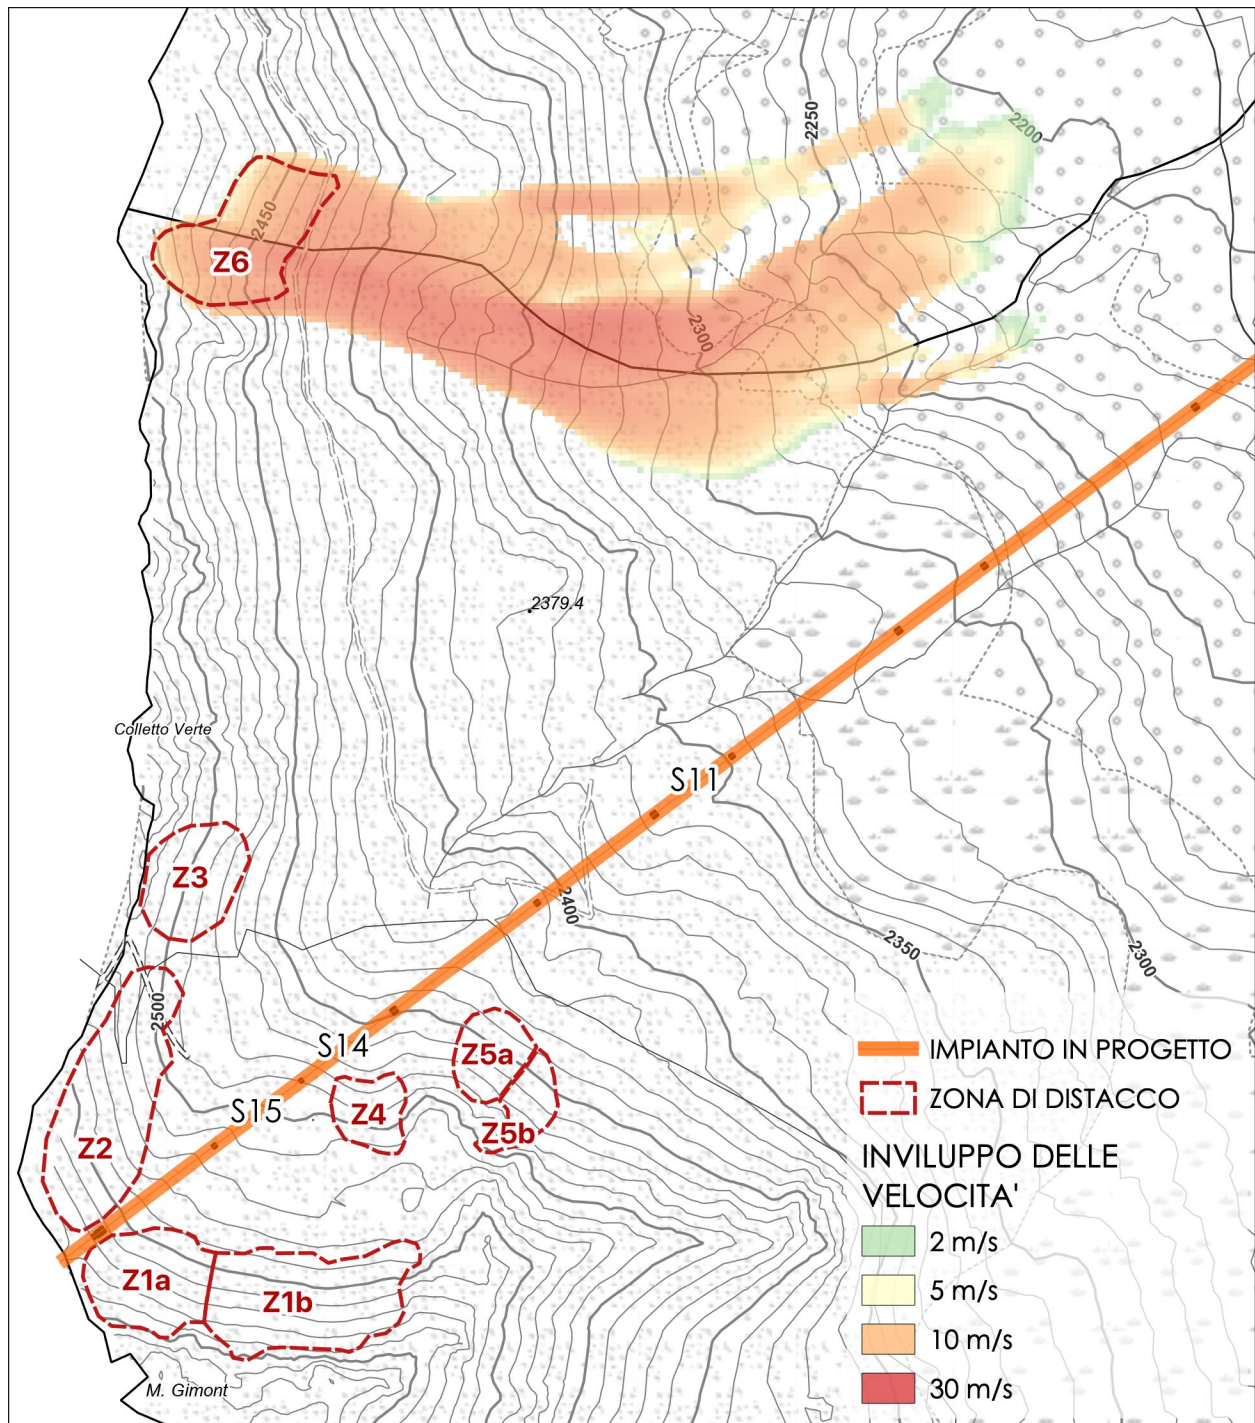 2250
2200
2450
Z6
2300
2379.4
Colletto Verte
S11
Z3
2400
2350
2300
2500
S14
Z5a
IMPIANTO IN PROGETTO
S15
Z4
ZONA DI DISTACCO
Z5b
Z2
INVILUPPO DELLE
VELOCITA'
2 m/s
Z1a
5 m/s
Z1b
10 m/s
30 m/s
M. Gimont